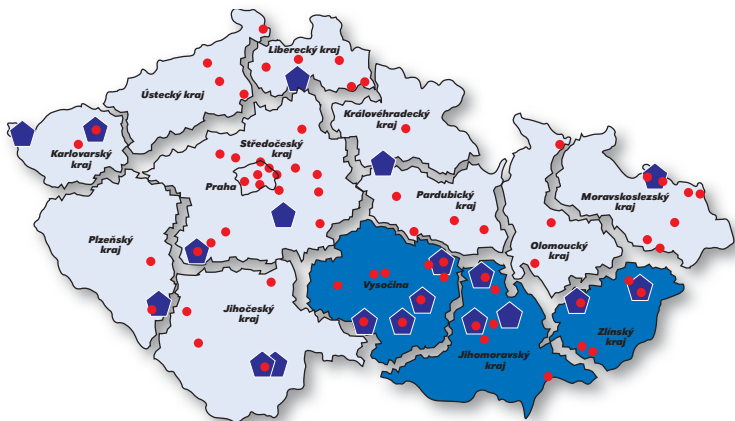 Liberecký kraj
Ústecký kraj
Královéhradecký
kraj
Karlovarský
kraj
Středočeský
kraj
Praha
Pardubický
kraj
Moravskoslezský
kraj
Plzeňský
kraj
Olomoucký
kraj
Vysočina
Jihočeský
kraj
Zlínský
kraj
Jihomoravský
kraj